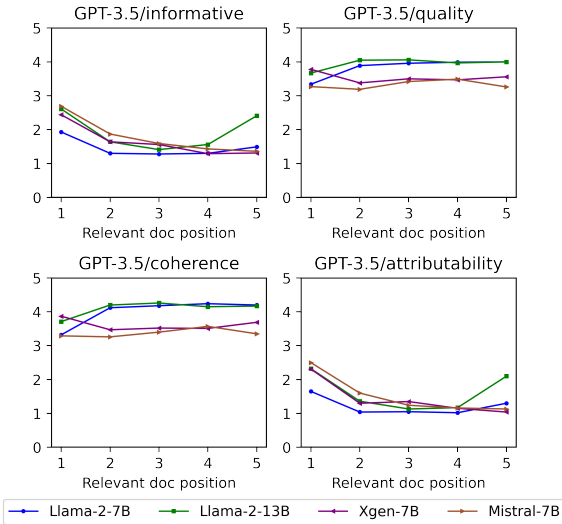 GPT-3.5/informative
GPT-3.5/quality
5
4
3
2
1
0
1 2 3 4 5
Relevant doc position
5
4
3
2
1
0
1 2 3 4 5
Relevant doc position
GPT-3.5/coherence
GPT-3.5/attributability
5
4
3
2
1
0
1 2 3 4 5
Relevant doc position
5
4
3
2
1
0
1 2 3 4 5
Relevant doc position
Llama-2-7B Llama-2-13B Xgen-7B Mistral-7B